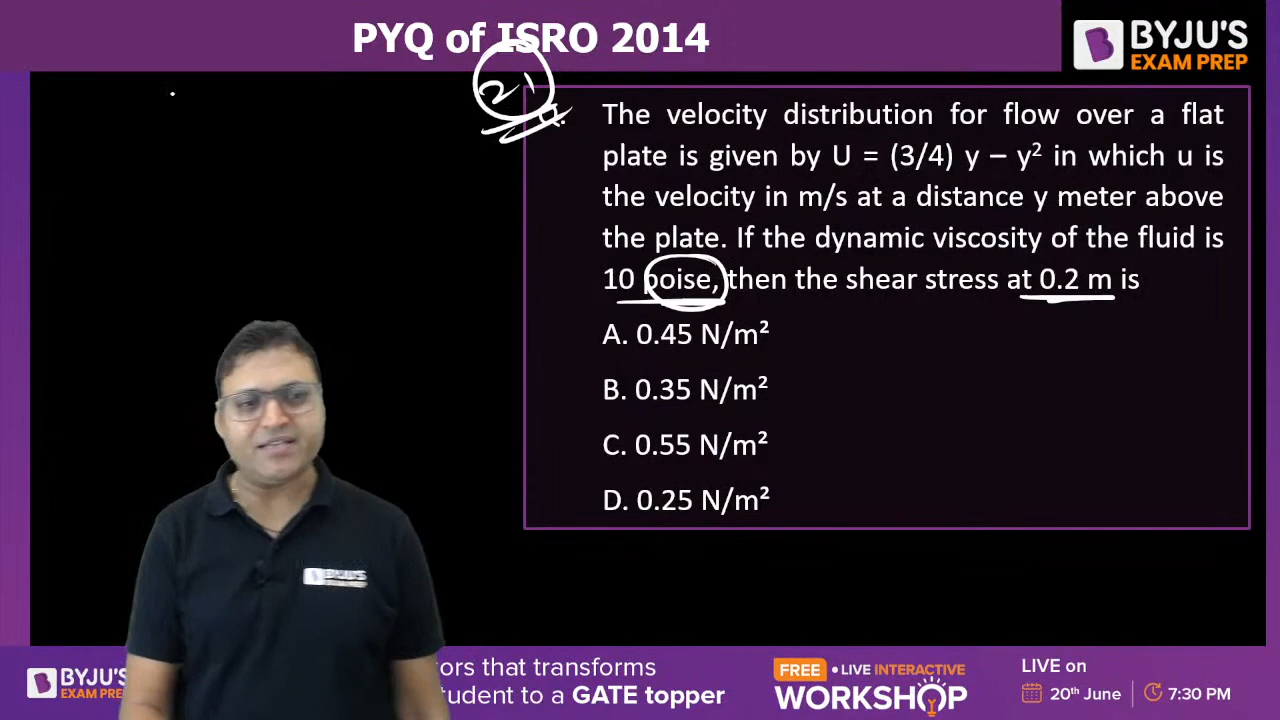 PYQ of ISRO 2014
BYJU'S
EXAM PREP
21
Q.
The velocity distribution for flow over a flat
plate is given by U = (3/4) y – y² in which u is
the velocity in m/s at a distance y meter above
the plate. If the dynamic viscosity of the fluid is
10 poise, then the shear stress at 0.2 m is
A. 0.45 N/m²
B. 0.35 N/m²
C. 0.55 N/m²
D. 0.25 N/m²
BYJU'S
BYJU'S
EXAM PREP
ors that transforms
tudent to a GATE topper
FREE • LIVE INTERACTIVE
WORKSHOP
LIVE on
20th June | 7:30 PM